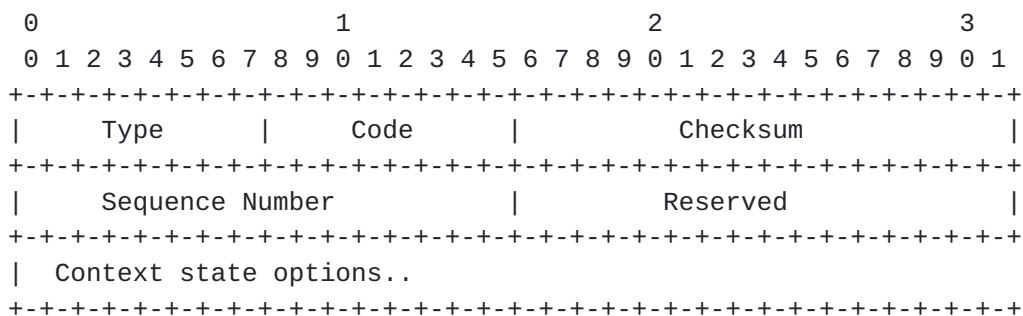 0                   1                   2                   3
 0 1 2 3 4 5 6 7 8 9 0 1 2 3 4 5 6 7 8 9 0 1 2 3 4 5 6 7 8 9 0 1
+-+-+-+-+-+-+-+-+-+-+-+-+-+-+-+-+-+-+-+-+-+-+-+-+-+-+-+-+-+-+-+-+
|     Type      |     Code      |          Checksum             |
+-+-+-+-+-+-+-+-+-+-+-+-+-+-+-+-+-+-+-+-+-+-+-+-+-+-+-+-+-+-+-+-+
|     Sequence Number           |         Reserved              |
+-+-+-+-+-+-+-+-+-+-+-+-+-+-+-+-+-+-+-+-+-+-+-+-+-+-+-+-+-+-+-+-+
|  Context state options..
+-+-+-+-+-+-+-+-+-+-+-+-+-+-+-+-+-+-+-+-+-+-+-+-+-+-+-+-+-+-+-+-+